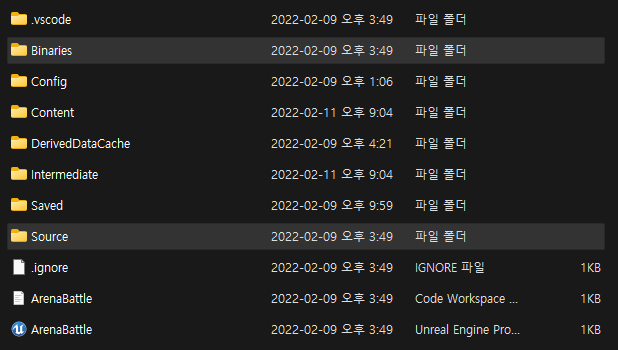 .vscode 2022-02-09 오후 3:49 파일 폴더
Binaries 2022-02-09 오후 3:49 파일 폴더
Config 2022-02-09 오후 1:06 파일 폴더
Content 2022-02-11 오후 9:04 파일 폴더
DerivedDataCache 2022-02-09 오후 4:21 파일 폴더
Intermediate 2022-02-11 오후 9:04 파일 폴더
Saved 2022-02-09 오후 9:59 파일 폴더
Source 2022-02-09 오후 3:49 파일 폴더
.ignore 2022-02-09 오후 3:49 IGNORE 파일 1KB
ArenaBattle 2022-02-09 오후 3:49 Code Workspace ... 1KB
ArenaBattle 2022-02-09 오후 3:49 Unreal Engine Pro... 1KB